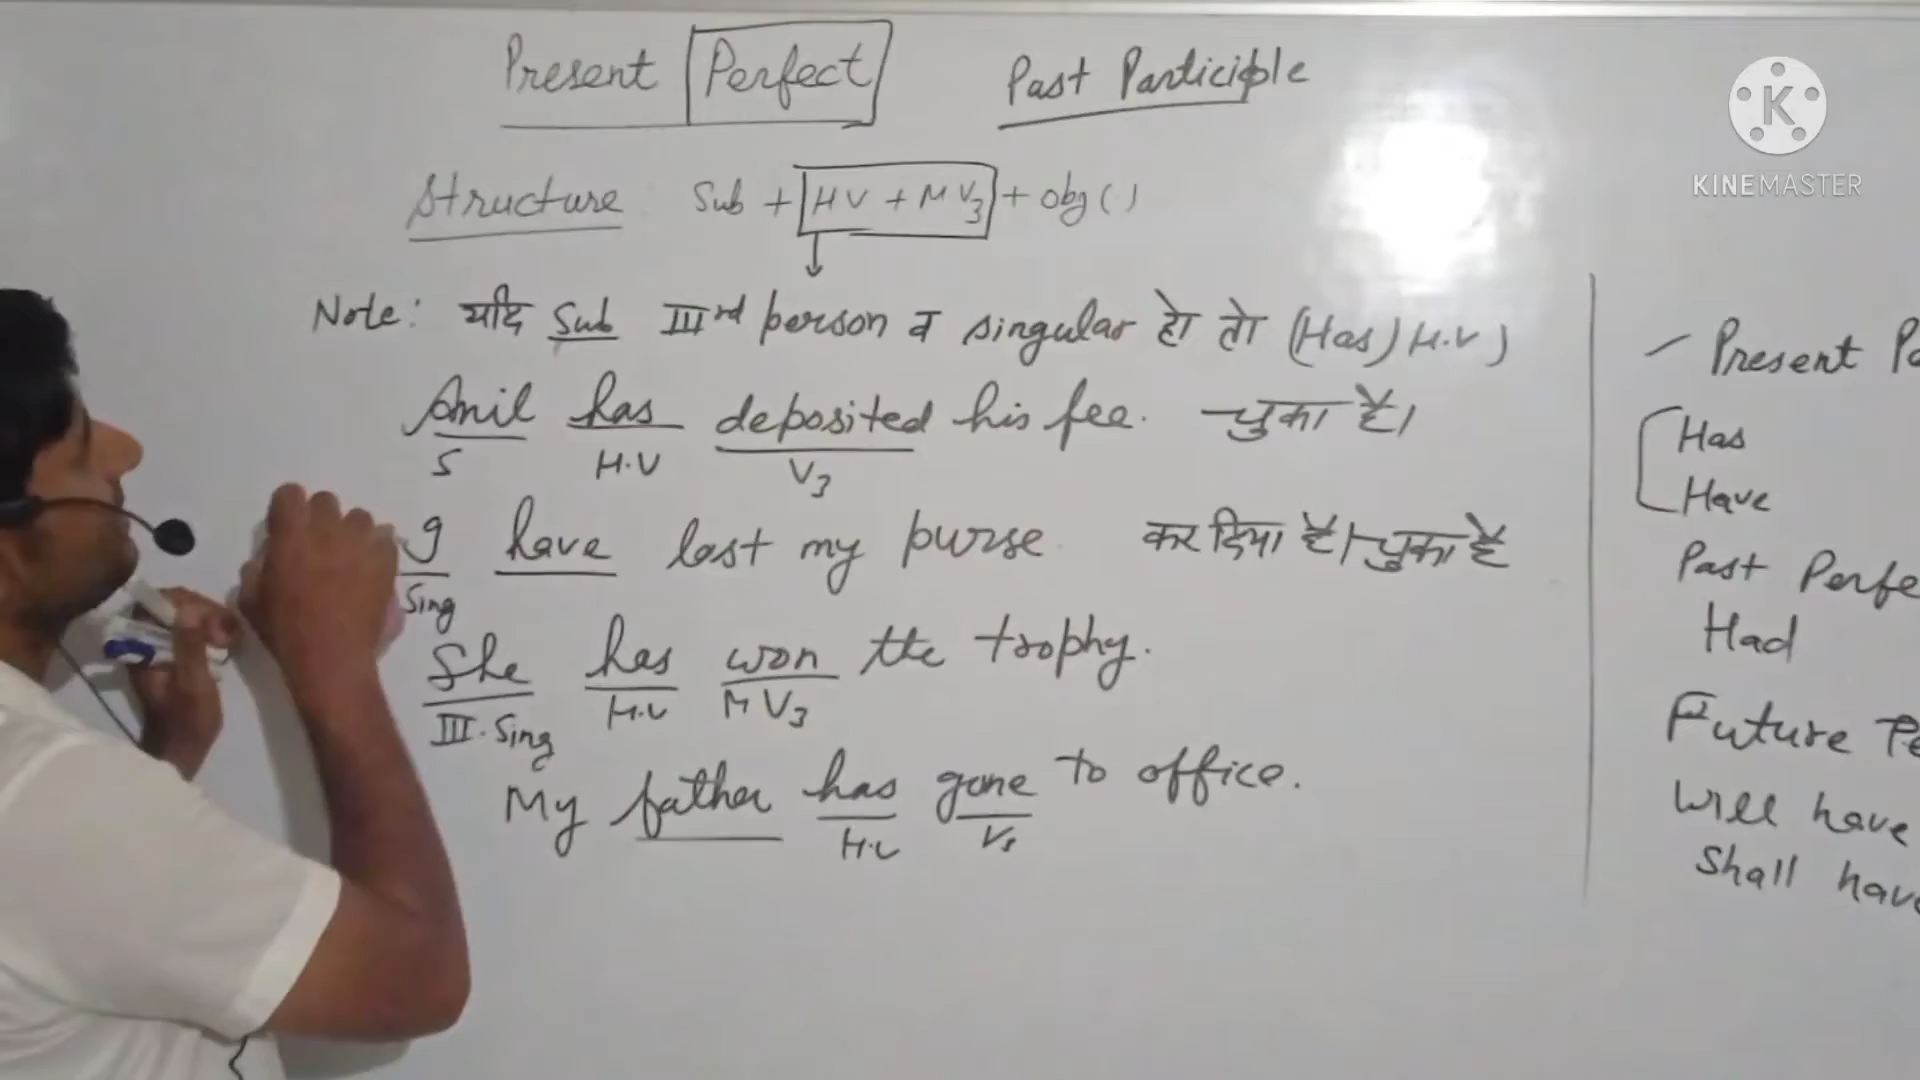 Present Perfect Past Participle
Structure : Sub + HV + MV3 + obj ( )
Note: यदि Sub IIIrd person व singular हो तो (Has) H.V)
Anil has deposited his fee. चुका है।
S H.V V3
I have lost my purse. कर दिया है। चुका है
Sing
She has won the trophy.
III. Sing H.V MV3
My father has gone to office.
H.V V3
Present
Has
Have
Past
Had
Future
Will have
Shall have
K
KINEMASTER